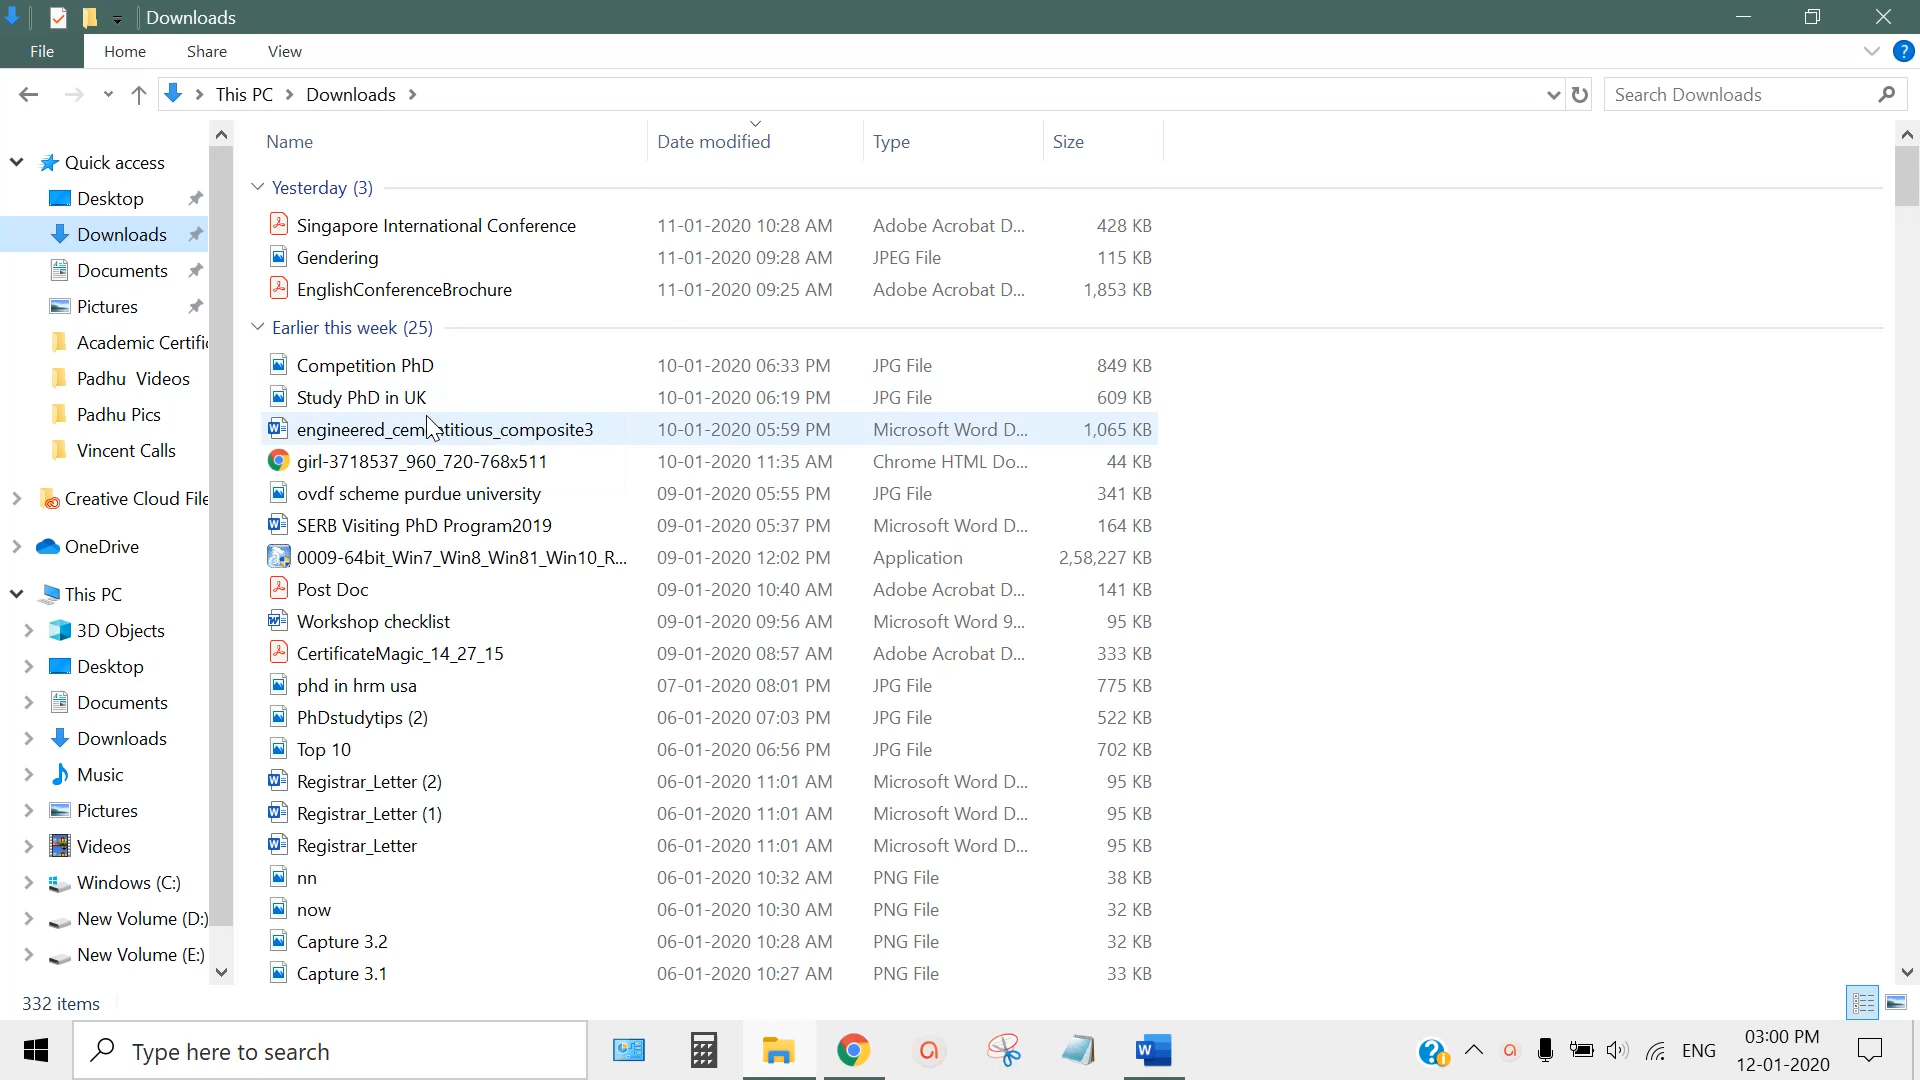 Downloads
File Home Share View
This PC Downloads Search Downloads
Name Date modified Type Size
Quick access
Desktop
Downloads
Documents
Pictures
Academic Certific
Padhu Videos
Padhu Pics
Vincent Calls
Creative Cloud File
OneDrive
This PC
3D Objects
Desktop
Documents
Downloads
Music
Pictures
Videos
Windows (C:)
New Volume (D:)
New Volume (E:)
Yesterday (3)
Singapore International Conference 11-01-2020 10:28 AM Adobe Acrobat D... 428 KB
Gendering 11-01-2020 09:28 AM JPEG File 115 KB
EnglishConferenceBrochure 11-01-2020 09:25 AM Adobe Acrobat D... 1,853 KB
Earlier this week (25)
Competition PhD 10-01-2020 06:33 PM JPG File 849 KB
Study PhD in UK 10-01-2020 06:19 PM JPG File 609 KB
engineered_cementitious_composite3 10-01-2020 05:59 PM Microsoft Word D... 1,065 KB
girl-3718537_960_720-768x511 10-01-2020 11:35 AM Chrome HTML Do... 44 KB
ovdf scheme purdue university 09-01-2020 05:55 PM JPG File 341 KB
SERB Visiting PhD Program2019 09-01-2020 05:37 PM Microsoft Word D... 164 KB
0009-64bit_Win7_Win8_Win81_Win10_R... 09-01-2020 12:02 PM Application 2,58,227 KB
Post Doc 09-01-2020 10:40 AM Adobe Acrobat D... 141 KB
Workshop checklist 09-01-2020 09:56 AM Microsoft Word 9... 95 KB
CertificateMagic_14_27_15 09-01-2020 08:57 AM Adobe Acrobat D... 333 KB
phd in hrm usa 07-01-2020 08:01 PM JPG File 775 KB
PhDstudytips (2) 06-01-2020 07:03 PM JPG File 522 KB
Top 10 06-01-2020 06:56 PM JPG File 702 KB
Registrar_Letter (2) 06-01-2020 11:01 AM Microsoft Word D... 95 KB
Registrar_Letter (1) 06-01-2020 11:01 AM Microsoft Word D... 95 KB
Registrar_Letter 06-01-2020 11:01 AM Microsoft Word D... 95 KB
nn 06-01-2020 10:32 AM PNG File 38 KB
now 06-01-2020 10:30 AM PNG File 32 KB
Capture 3.2 06-01-2020 10:28 AM PNG File 32 KB
Capture 3.1 06-01-2020 10:27 AM PNG File 33 KB
332 items
Type here to search
ENG
03:00 PM
12-01-2020